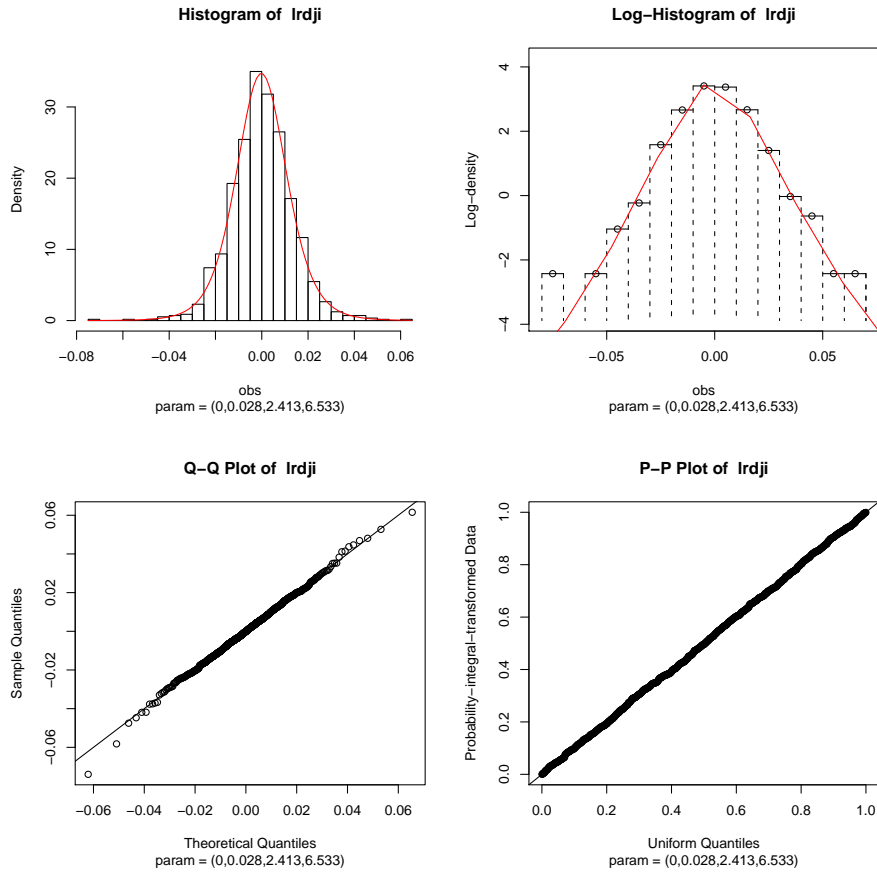 Histogram of lrdji
Density
0
10
20
30
−0.08
−0.04
0.00
0.02
0.04
0.06
obs
param = (0,0.028,2.413,6.533)
Log−Histogram of lrdji
Log−density
−4
−2
0
2
4
−0.05
0.00
0.05
obs
param = (0,0.028,2.413,6.533)
Q−Q Plot of lrdji
Sample Quantiles
−0.06
−0.02
0.02
0.06
−0.06
−0.04
−0.02
0.00
0.02
0.04
0.06
Theoretical Quantiles
param = (0,0.028,2.413,6.533)
P−P Plot of lrdji
Probability−integral−transformed Data
0.0
0.2
0.4
0.6
0.8
1.0
0.0
0.2
0.4
0.6
0.8
1.0
Uniform Quantiles
param = (0,0.028,2.413,6.533)